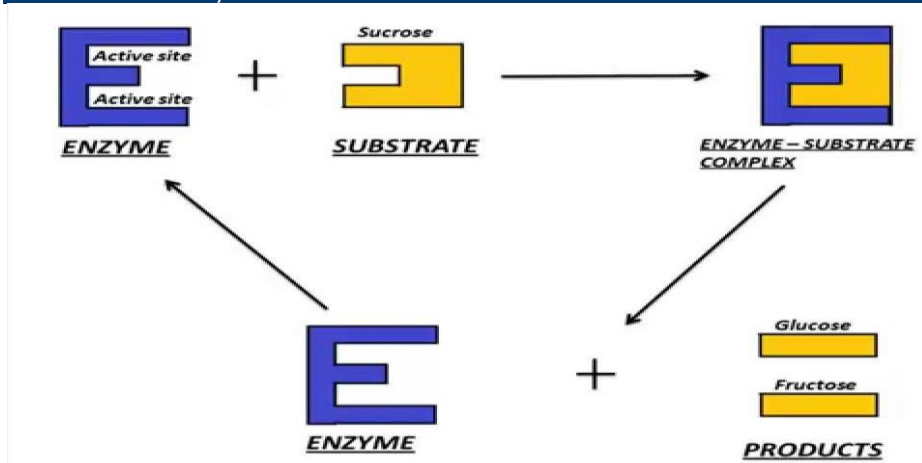 Active site
Active site
ENZYME
+
Sucrose
SUBSTRATE
ENZYME – SUBSTRATE
COMPLEX
ENZYME
+
Glucose
Fructose
PRODUCTS